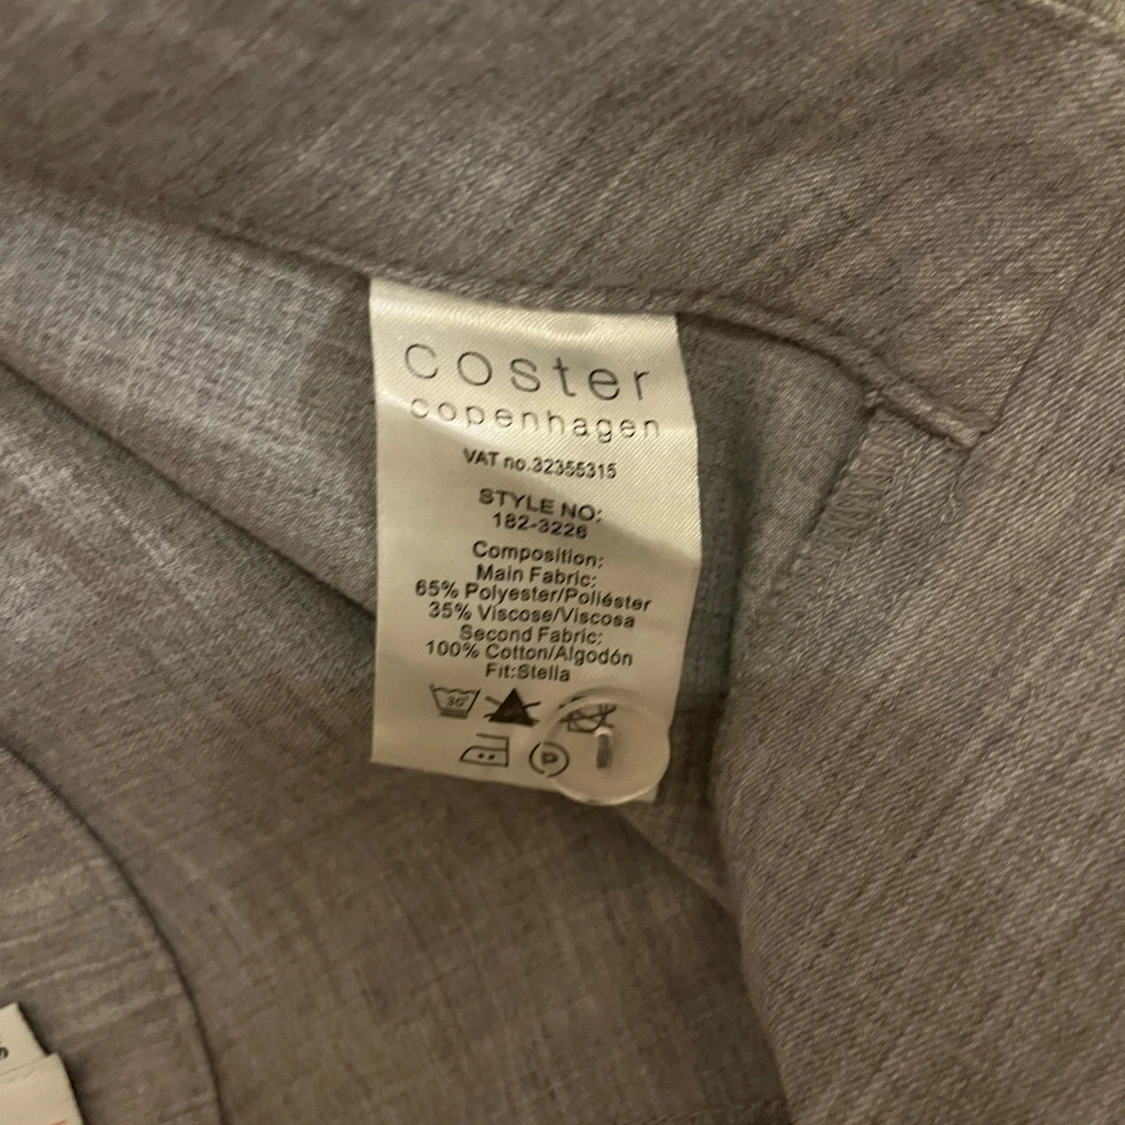 coster
copenhagen
VAT no.32355315
STYLE NO:
182-3226
Composition:
Main Fabric:
65% Polyester/Poliéster
35% Viscose/Viscosa
Second Fabric:
100% Cotton/Algodón
Fit:Stella
30°
P